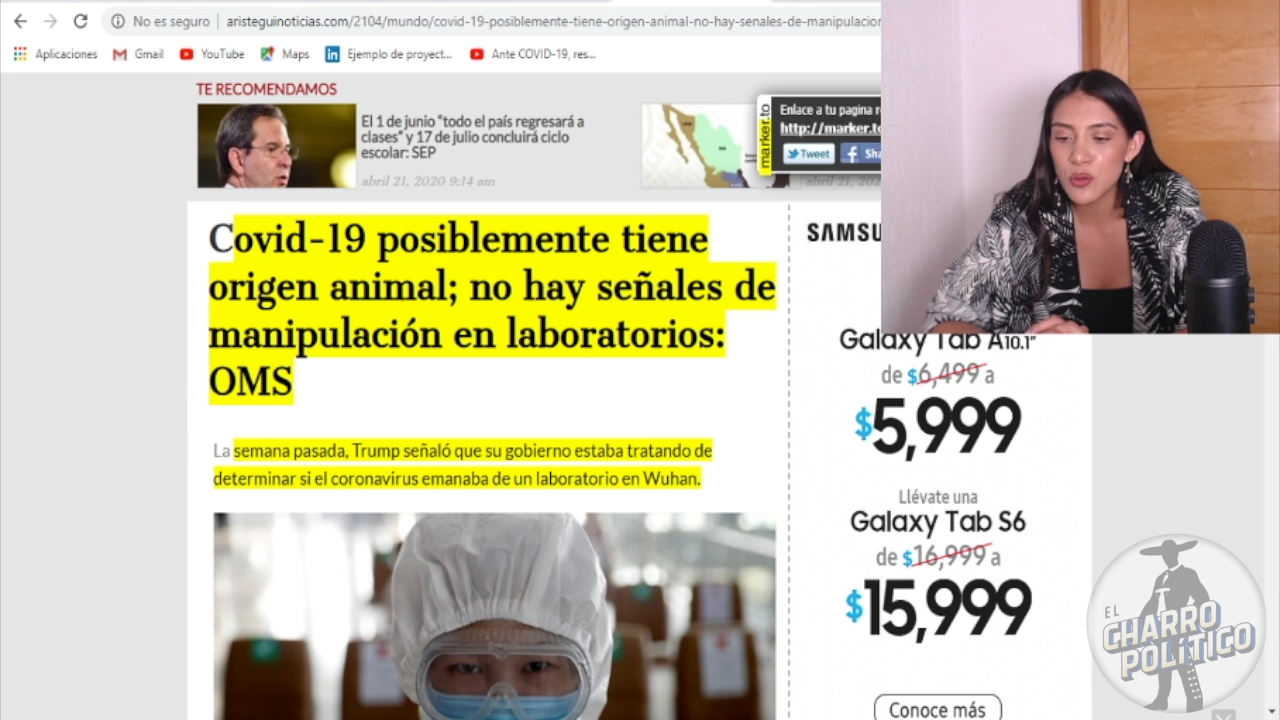 No es seguro
aristeguinoticias.com/2104/mundo/covid-19-posiblemente-tiene-origen-animal-no-hay-senales-de-manipulacion
Aplicaciones
Gmail
YouTube
Maps
Ejemplo de proyect...
Ante COVID-19, res...
TE RECOMENDAMOS
El 1 de junio “todo el país regresará a
clases” y 17 de julio concluirá ciclo
escolar: SEP
abril 21, 2020 9:14 am
marker.to
Enlace a tu pagina
http://marker.to
Tweet
abril 21, 202
Covid-19 posiblemente tiene
origen animal; no hay señales de
manipulación en laboratorios:
OMS
La semana pasada, Trump señaló que su gobierno estaba tratando de
determinar si el coronavirus emanaba de un laboratorio en Wuhan.
SAMSU
Galaxy Tab A10.1”
de $6,499 a
$5,999
Llévate una
Galaxy Tab S6
de $16,999 a
$15,999
Conoce más
EL
CHARRO
POLÍTICO